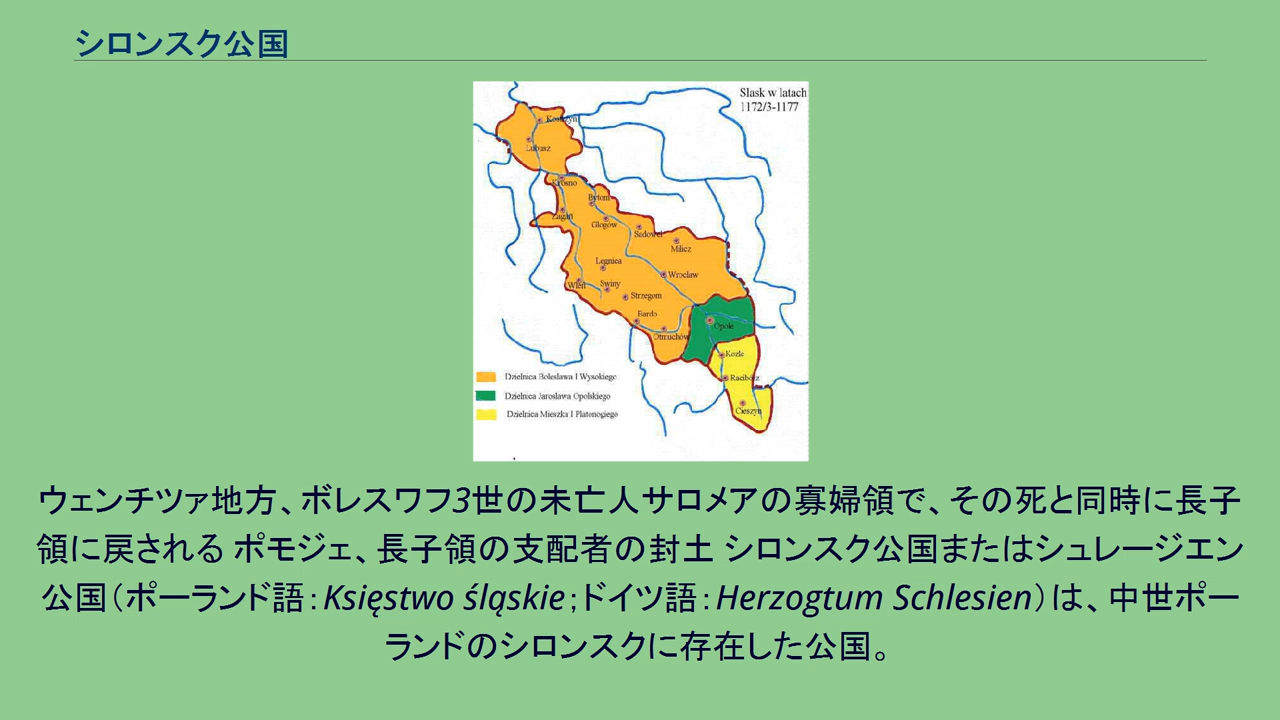 シロンスク公国
Slask w latach
1172/3-1177
Kostrzyn
Lubusz
Krosno
Bytom
Żagań
Głogów
Sadowel
Milicz
Legnica
Wrocław
Wleń
Swiny
Strzegom
Bardo
Otmuchów
Opole
Koźle
Racibórz
Cieszyn
Dzielnica Bolesława I Wysokiego
Dzielnica Jarosława Opolskiego
Dzielnica Mieszka I Platonogiego
ウェンチツァ地方、ボレスワフ3世の未亡人サロメアの寡婦領で、その死と同時に長子
領に戻される ポモジェ、長子領の支配者の封土 シロンスク公国またはシュレージエン
公国（ポーランド語：Księstwo śląskie；ドイツ語：Herzogtum Schlesien）は、中世ポー
ランドのシロンスクに存在した公国。